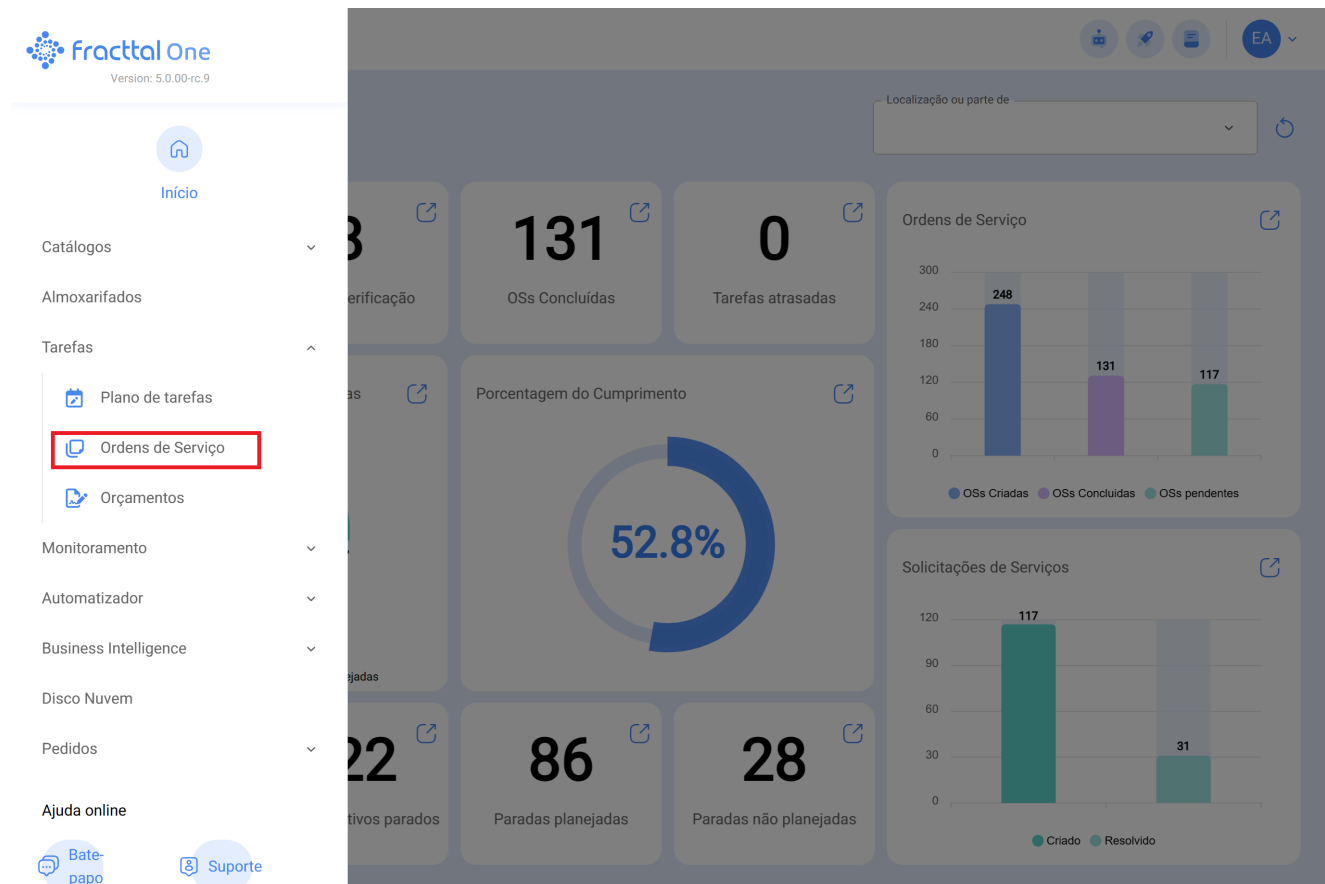 fracttal One
Version: 5.0.00-rc.9
Início
Catálogos
Almoxarifados
Tarefas
Plano de tarefas
Ordens de Serviço
Orçamentos
Monitoramento
Automatizador
Business Intelligence
Disco Nuvem
Pedidos
Ajuda online
Bate-
papo
Suporte
EA
Localização ou parte de
131
OSs Concluídas
0
Tarefas atrasadas
Ordens de Serviço
300
240
180
120
60
0
248
131
117
OSs Criadas
OSs Concluidas
OSs pendentes
Porcentagem do Cumprimento
52.8%
Solicitações de Serviços
120
90
60
30
0
117
31
Criado
Resolvido
22
tivos parados
86
Paradas planejadas
28
Paradas não planejadas
erificação
as
ejadas